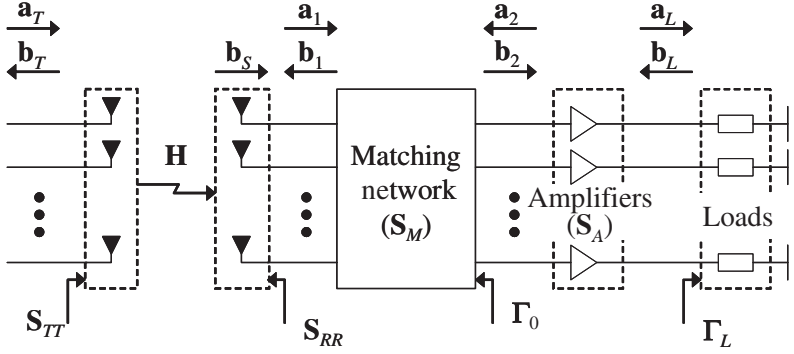 a_T
b_T
b_S
a_1
b_1
a_2
b_2
a_L
b_L
H
Matching
network
(S_M)
Amplifiers
(S_A)
Loads
S_TT
S_RR
Γ_0
Γ_L